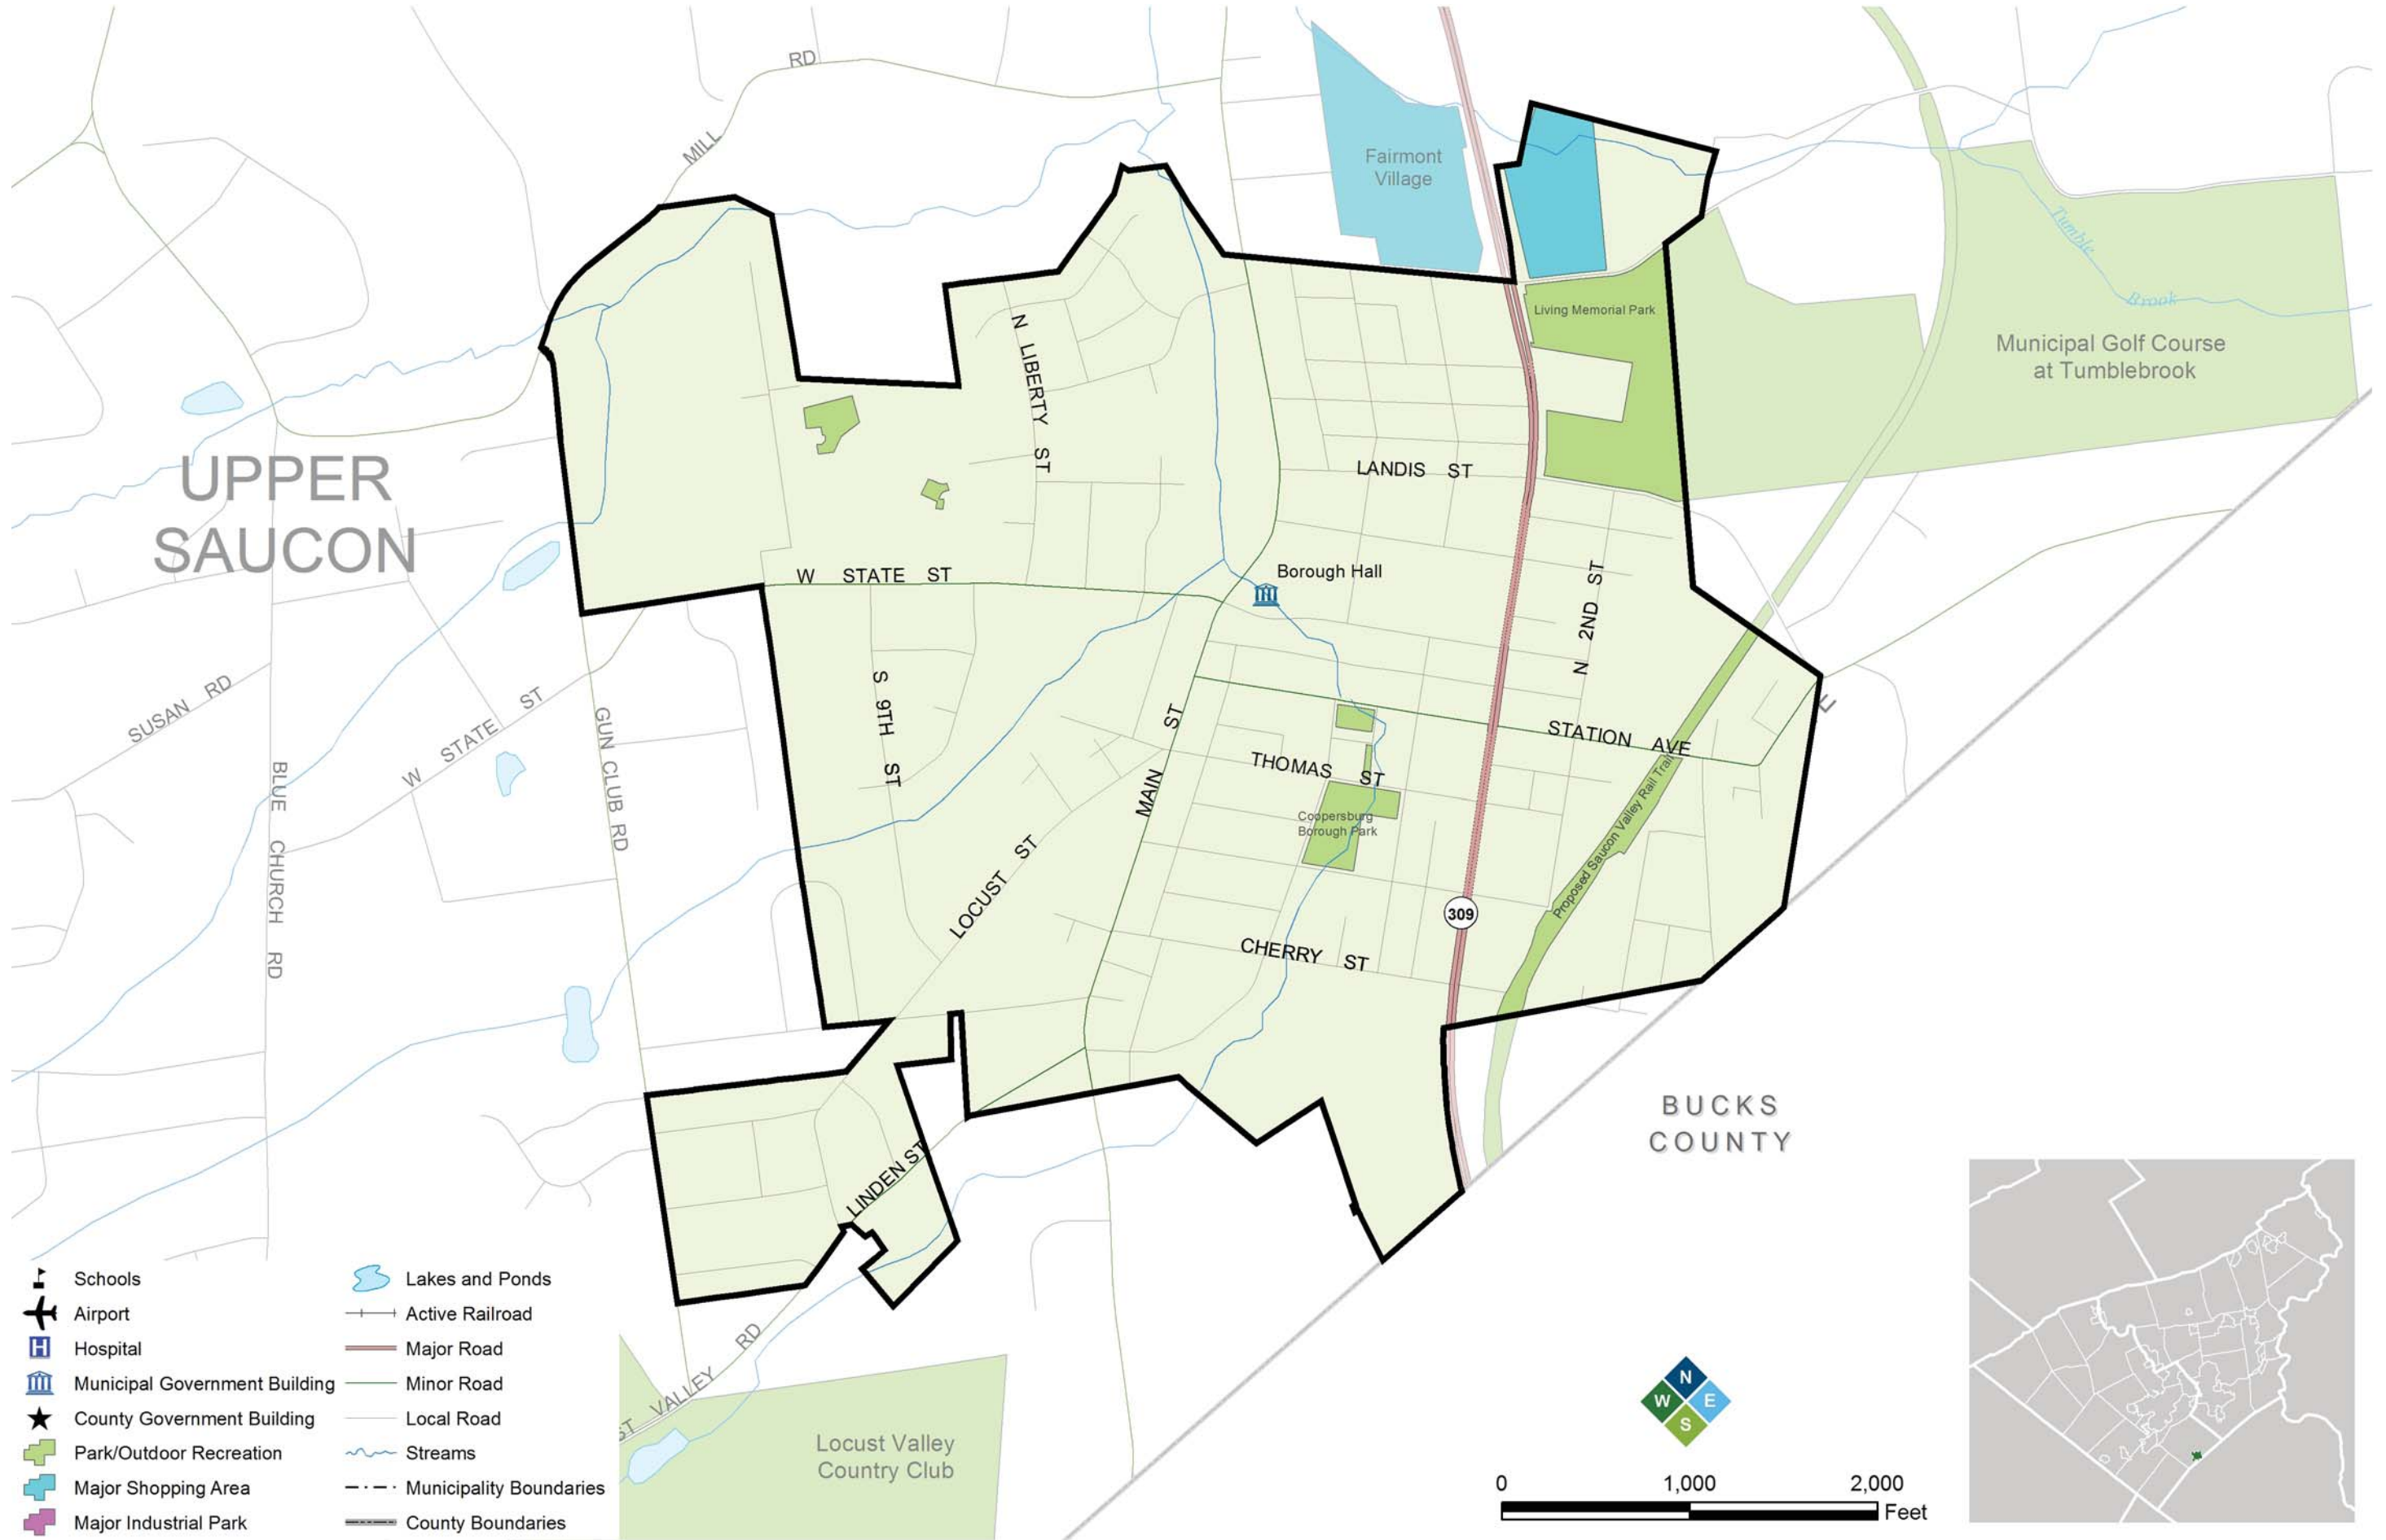 RD
MILL
Fairmont
Village
Tumble
Brook
Living Memorial Park
Municipal Golf Course
at Tumblebrook
N LIBERTY ST
UPPER
SAUCON
LANDIS ST
W STATE ST
Borough Hall
N 2ND ST
SUSAN RD
W STATE ST
GUN CLUB RD
S 9TH ST
MAIN ST
STATION AVE
THOMAS ST
BLUE CHURCH RD
Coopersburg
Borough Park
Proposed Saucon Valley Rail Trail
LOCUST ST
309
CHERRY ST
BUCKS
COUNTY
LINDEN ST
ST VALLEY RD
Locust Valley
Country Club
Schools
Airport
H Hospital
Municipal Government Building
County Government Building
Park/Outdoor Recreation
Major Shopping Area
Major Industrial Park
Lakes and Ponds
Active Railroad
Major Road
Minor Road
Local Road
Streams
Municipality Boundaries
County Boundaries
N
W E
S
0 1,000 2,000
Feet